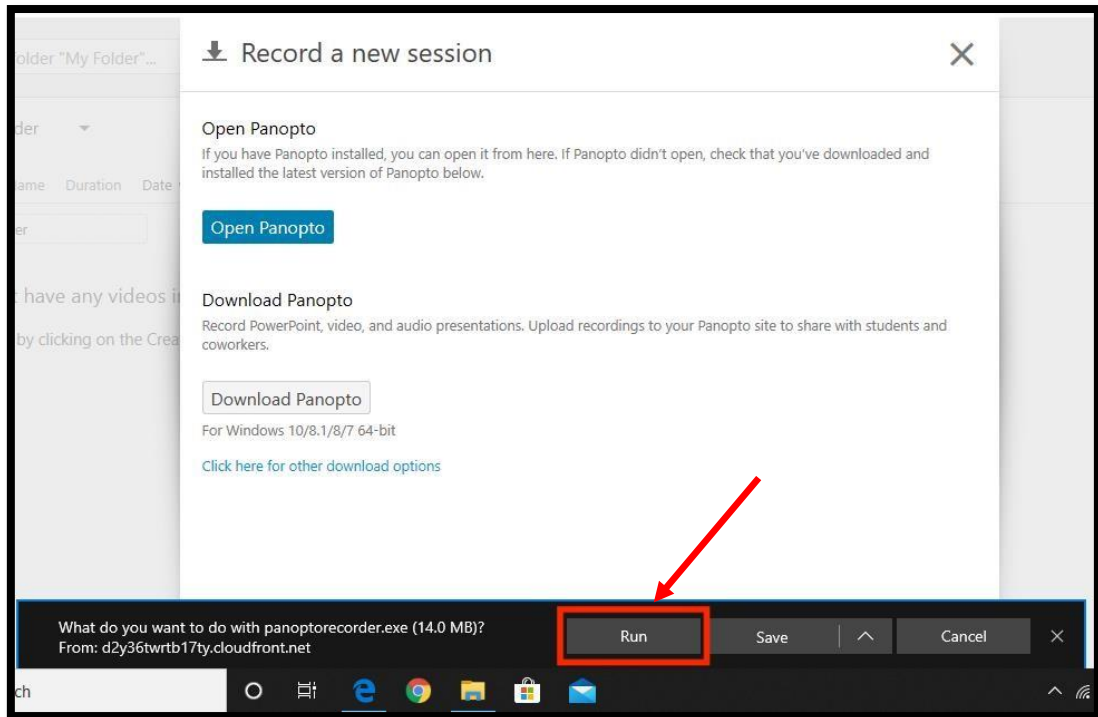 Record a new session
older "My Folder"...
der
Open Panopto
If you have Panopto installed, you can open it from here. If Panopto didn't open, check that you've downloaded and
installed the latest version of Panopto below.
ame Duration Date
er
Open Panopto
have any videos i
Download Panopto
Record PowerPoint, video, and audio presentations. Upload recordings to your Panopto site to share with students and
coworkers.
by clicking on the Crea
Download Panopto
For Windows 10/8.1/8/7 64-bit
Click here for other download options
What do you want to do with panoptorecorder.exe (14.0 MB)?
From: d2y36twrtb17ty.cloudfront.net
Run Save Cancel
ch